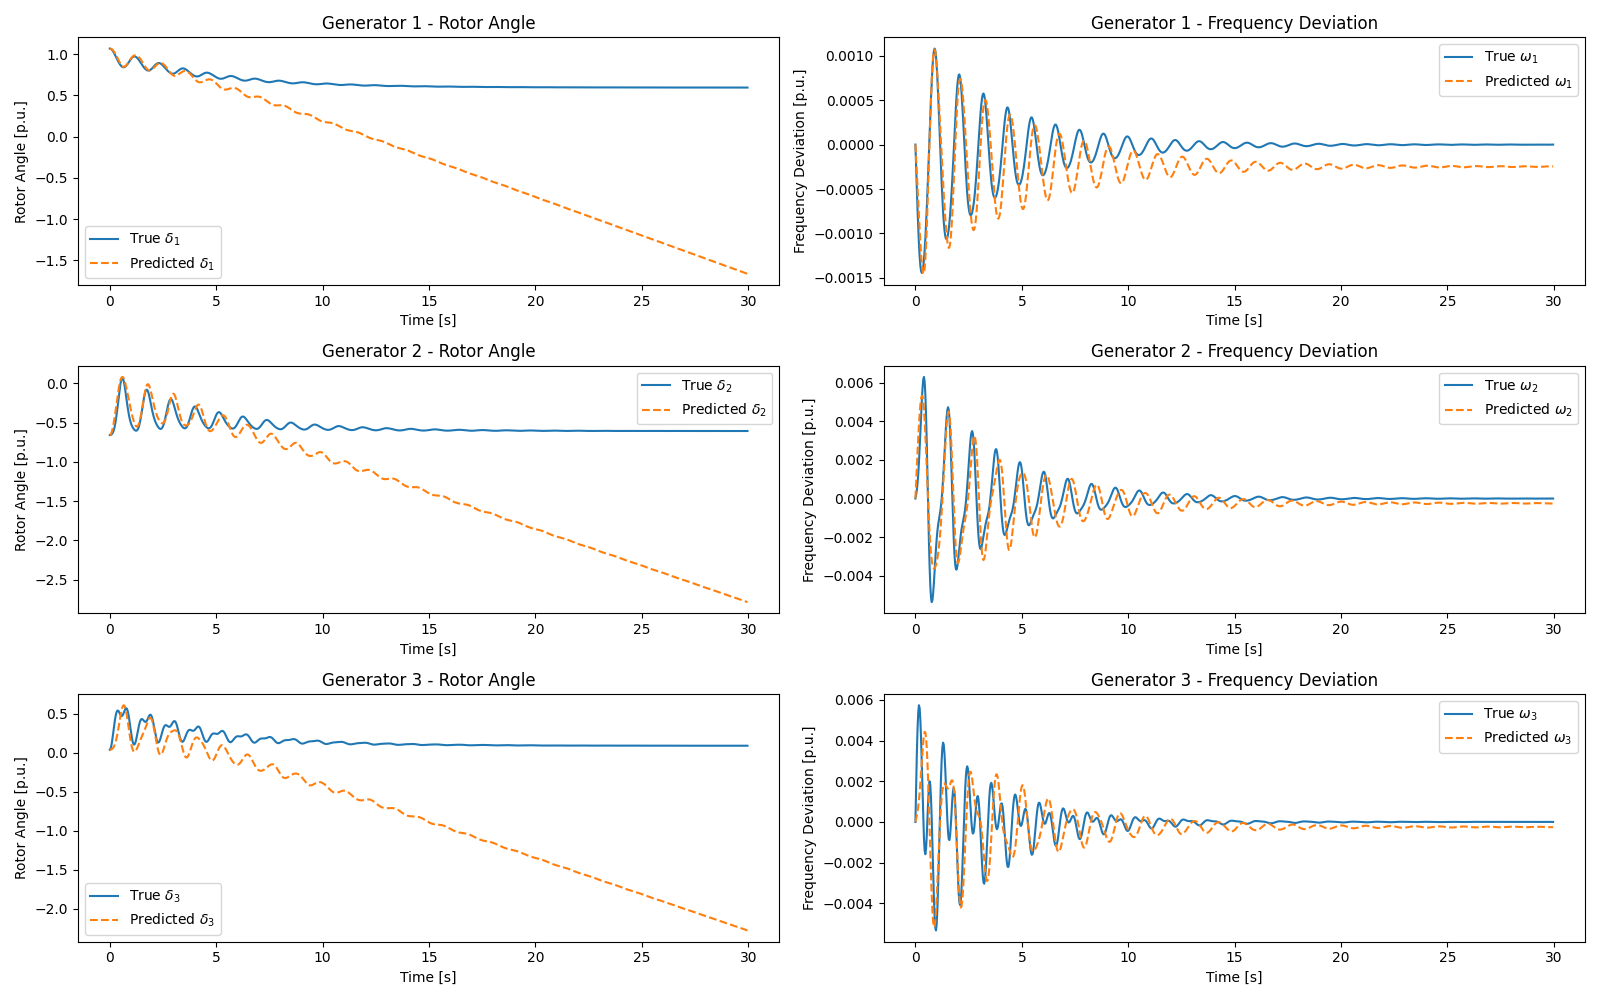 Generator 1 - Rotor Angle
Rotor Angle [p.u.]
1.0
0.5
0.0
−0.5
−1.0
−1.5
True δ1
Predicted δ1
0 5 10 15 20 25 30
Time [s]
Generator 1 - Frequency Deviation
Frequency Deviation [p.u.]
0.0010
0.0005
0.0000
−0.0005
−0.0010
−0.0015
True ω1
Predicted ω1
0 5 10 15 20 25 30
Time [s]
Generator 2 - Rotor Angle
Rotor Angle [p.u.]
0.0
−0.5
−1.0
−1.5
−2.0
−2.5
True δ2
Predicted δ2
0 5 10 15 20 25 30
Time [s]
Generator 2 - Frequency Deviation
Frequency Deviation [p.u.]
0.006
0.004
0.002
0.000
−0.002
−0.004
True ω2
Predicted ω2
0 5 10 15 20 25 30
Time [s]
Generator 3 - Rotor Angle
Rotor Angle [p.u.]
0.5
0.0
−0.5
−1.0
−1.5
−2.0
True δ3
Predicted δ3
0 5 10 15 20 25 30
Time [s]
Generator 3 - Frequency Deviation
Frequency Deviation [p.u.]
0.006
0.004
0.002
0.000
−0.002
−0.004
True ω3
Predicted ω3
0 5 10 15 20 25 30
Time [s]